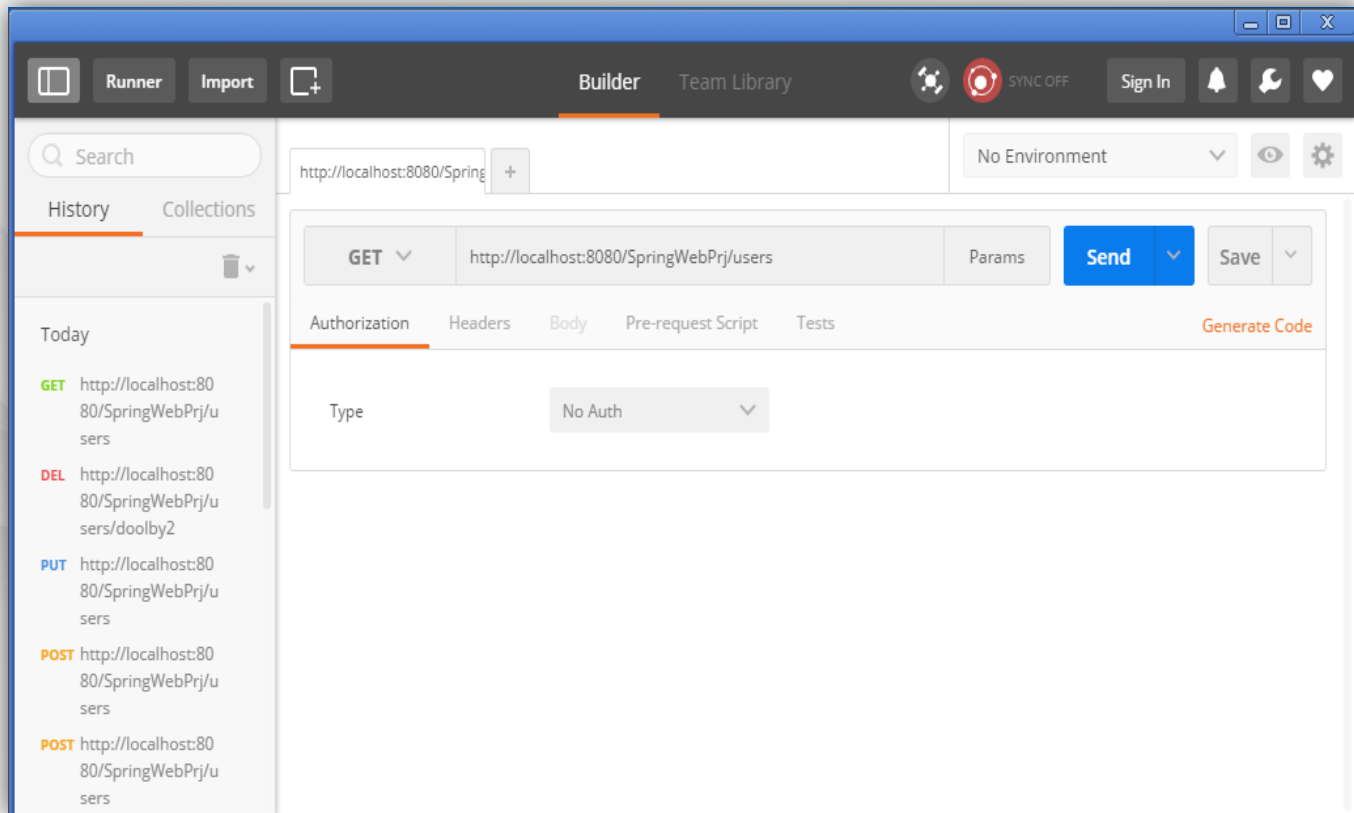 Runner
Import
Builder
Team Library
SYNC OFF
Sign In
Search
History
Collections
Today
GET http://localhost:80
80/SpringWebPrj/u
sers
DEL http://localhost:80
80/SpringWebPrj/u
sers/doolby2
PUT http://localhost:80
80/SpringWebPrj/u
sers
POST http://localhost:80
80/SpringWebPrj/u
sers
POST http://localhost:80
80/SpringWebPrj/u
sers
http://localhost:8080/Spring
+
No Environment
GET
http://localhost:8080/SpringWebPrj/users
Params
Send
Save
Authorization
Headers
Body
Pre-request Script
Tests
Generate Code
Type
No Auth